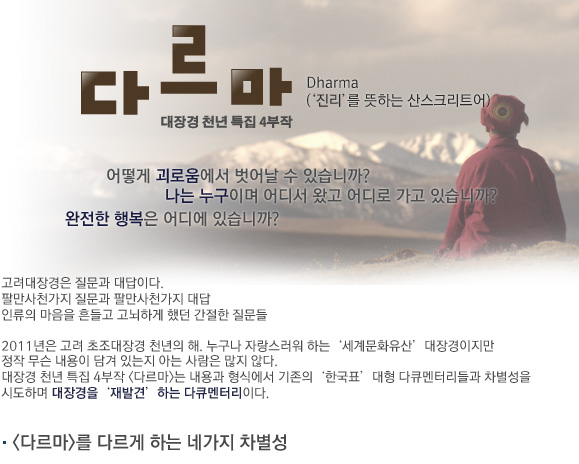 다르마
Dharma
(‘진리’를 뜻하는 산스크리트어)
대장경 천년 특집 4부작
어떻게 괴로움에서 벗어날 수 있습니까?
나는 누구이며 어디서 왔고 어디로 가고 있습니까?
완전한 행복은 어디에 있습니까?
고려대장경은 질문과 대답이다.
팔만사천가지 질문과 팔만사천가지 대답
인류의 마음을 흔들고 고뇌하게 했던 간절한 질문들
2011년은 고려 초조대장경 천년의 해. 누구나 자랑스러워 하는 ‘세계문화유산’ 대장경이지만
정작 무슨 내용이 담겨 있는지 아는 사람은 많지 않다.
대장경 천년 특집 4부작 <다르마>는 내용과 형식에서 기존의 ‘한국표’ 대형 다큐멘터리들과 차별성을
시도하며 대장경을 ‘재발견’ 하는 다큐멘터리이다.
· <다르마>를 다르게 하는 네가지 차별성